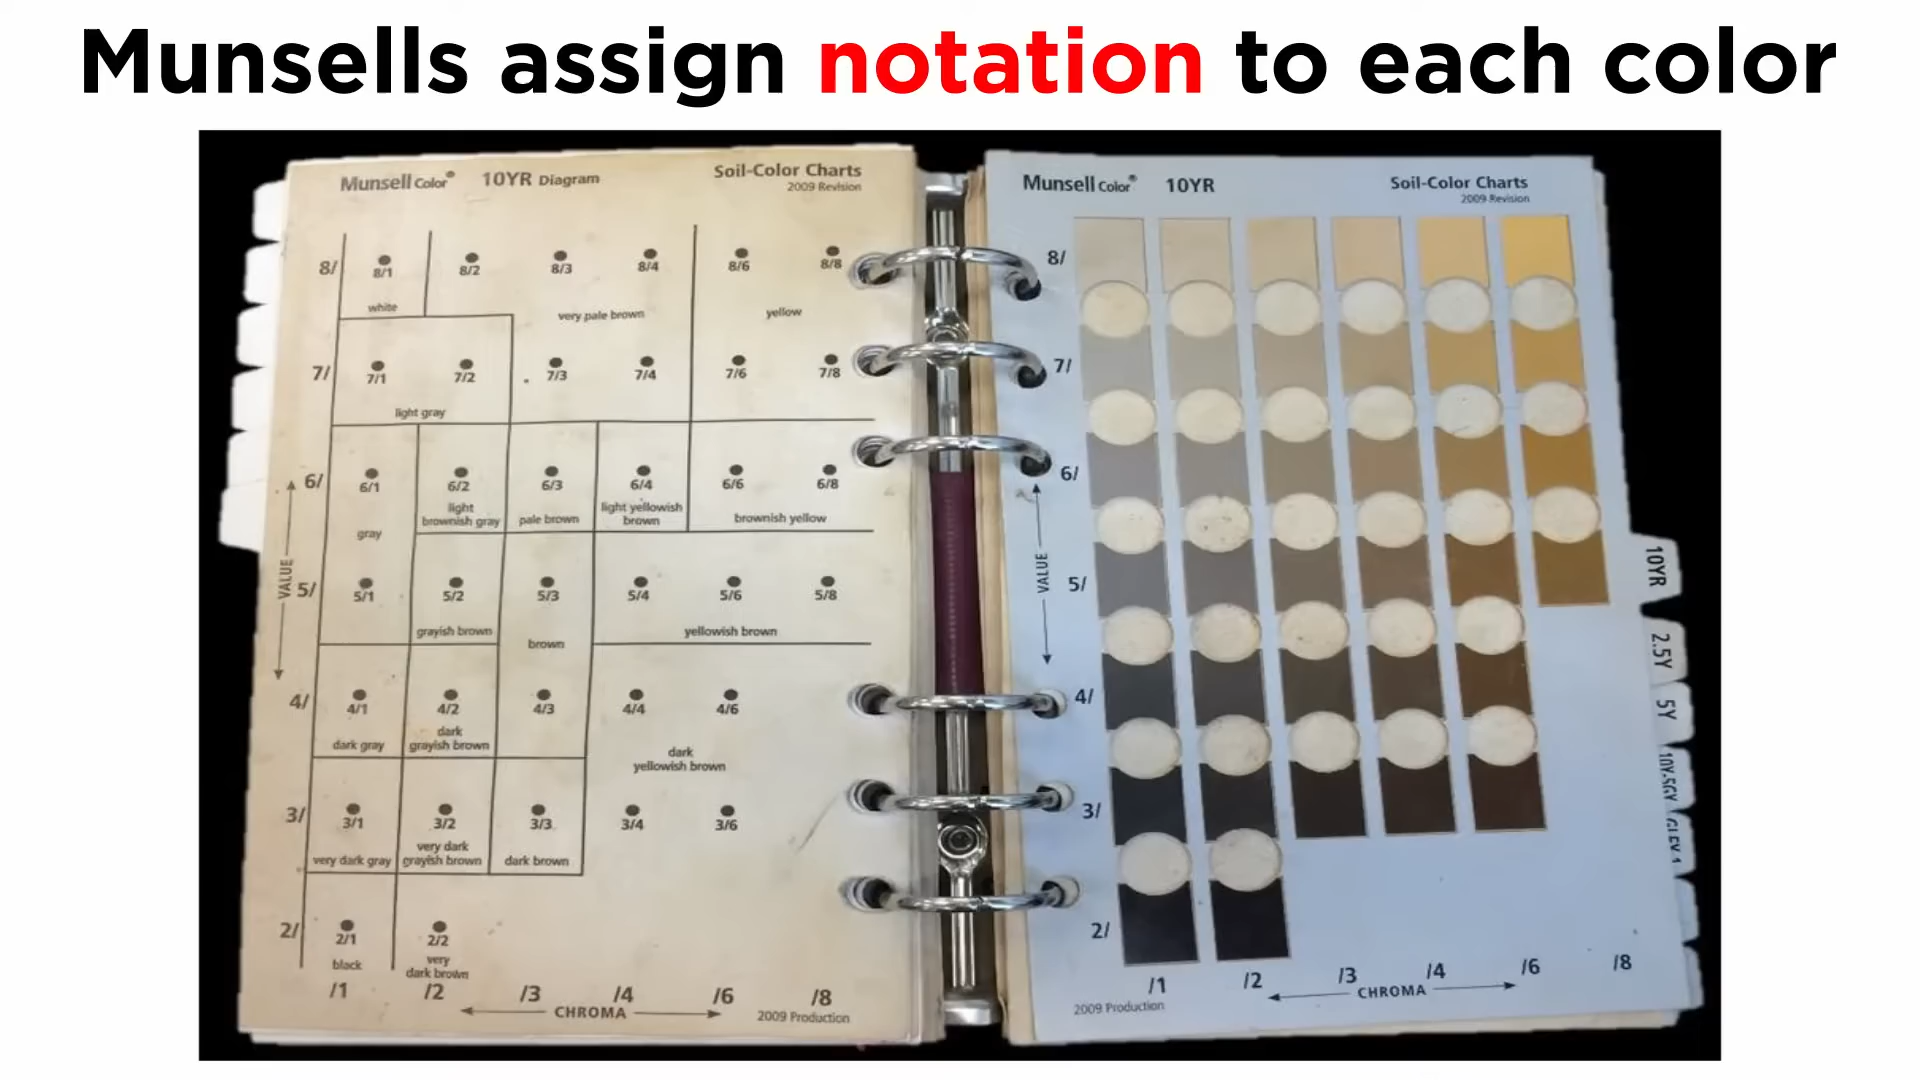 Munsells assign notation to each color
Munsell Color® 10YR Diagram
Soil-Color Charts
2009 Revision
8/ 8/1 8/2 8/3 8/4 8/6 8/8
white very pale brown yellow
7/ 7/1 7/2 7/3 7/4 7/6 7/8
light gray
6/ 6/1 6/2 6/3 6/4 6/6 6/8
light
brownish gray
pale brown
light yellowish
brown
brownish yellow
gray
VALUE
5/ 5/1 5/2 5/3 5/4 5/6 5/8
grayish brown
brown
yellowish brown
4/ 4/1 4/2 4/3 4/4 4/6
dark gray
dark
grayish brown
dark
yellowish brown
3/ 3/1 3/2 3/3 3/4 3/6
very dark gray
very dark
grayish brown
dark brown
2/ 2/1 2/2
black
very
dark brown
/1 /2 /3 /4 /6 /8
CHROMA
2009 Production
Munsell Color® 10YR
Soil-Color Charts
2009 Revision
8/
7/
6/
VALUE
5/
4/
3/
2/
/1 /2 /3 /4 /6 /8
CHROMA
2009 Production
10YR
2.5Y
5Y
10Y-5GY
GLEY 1